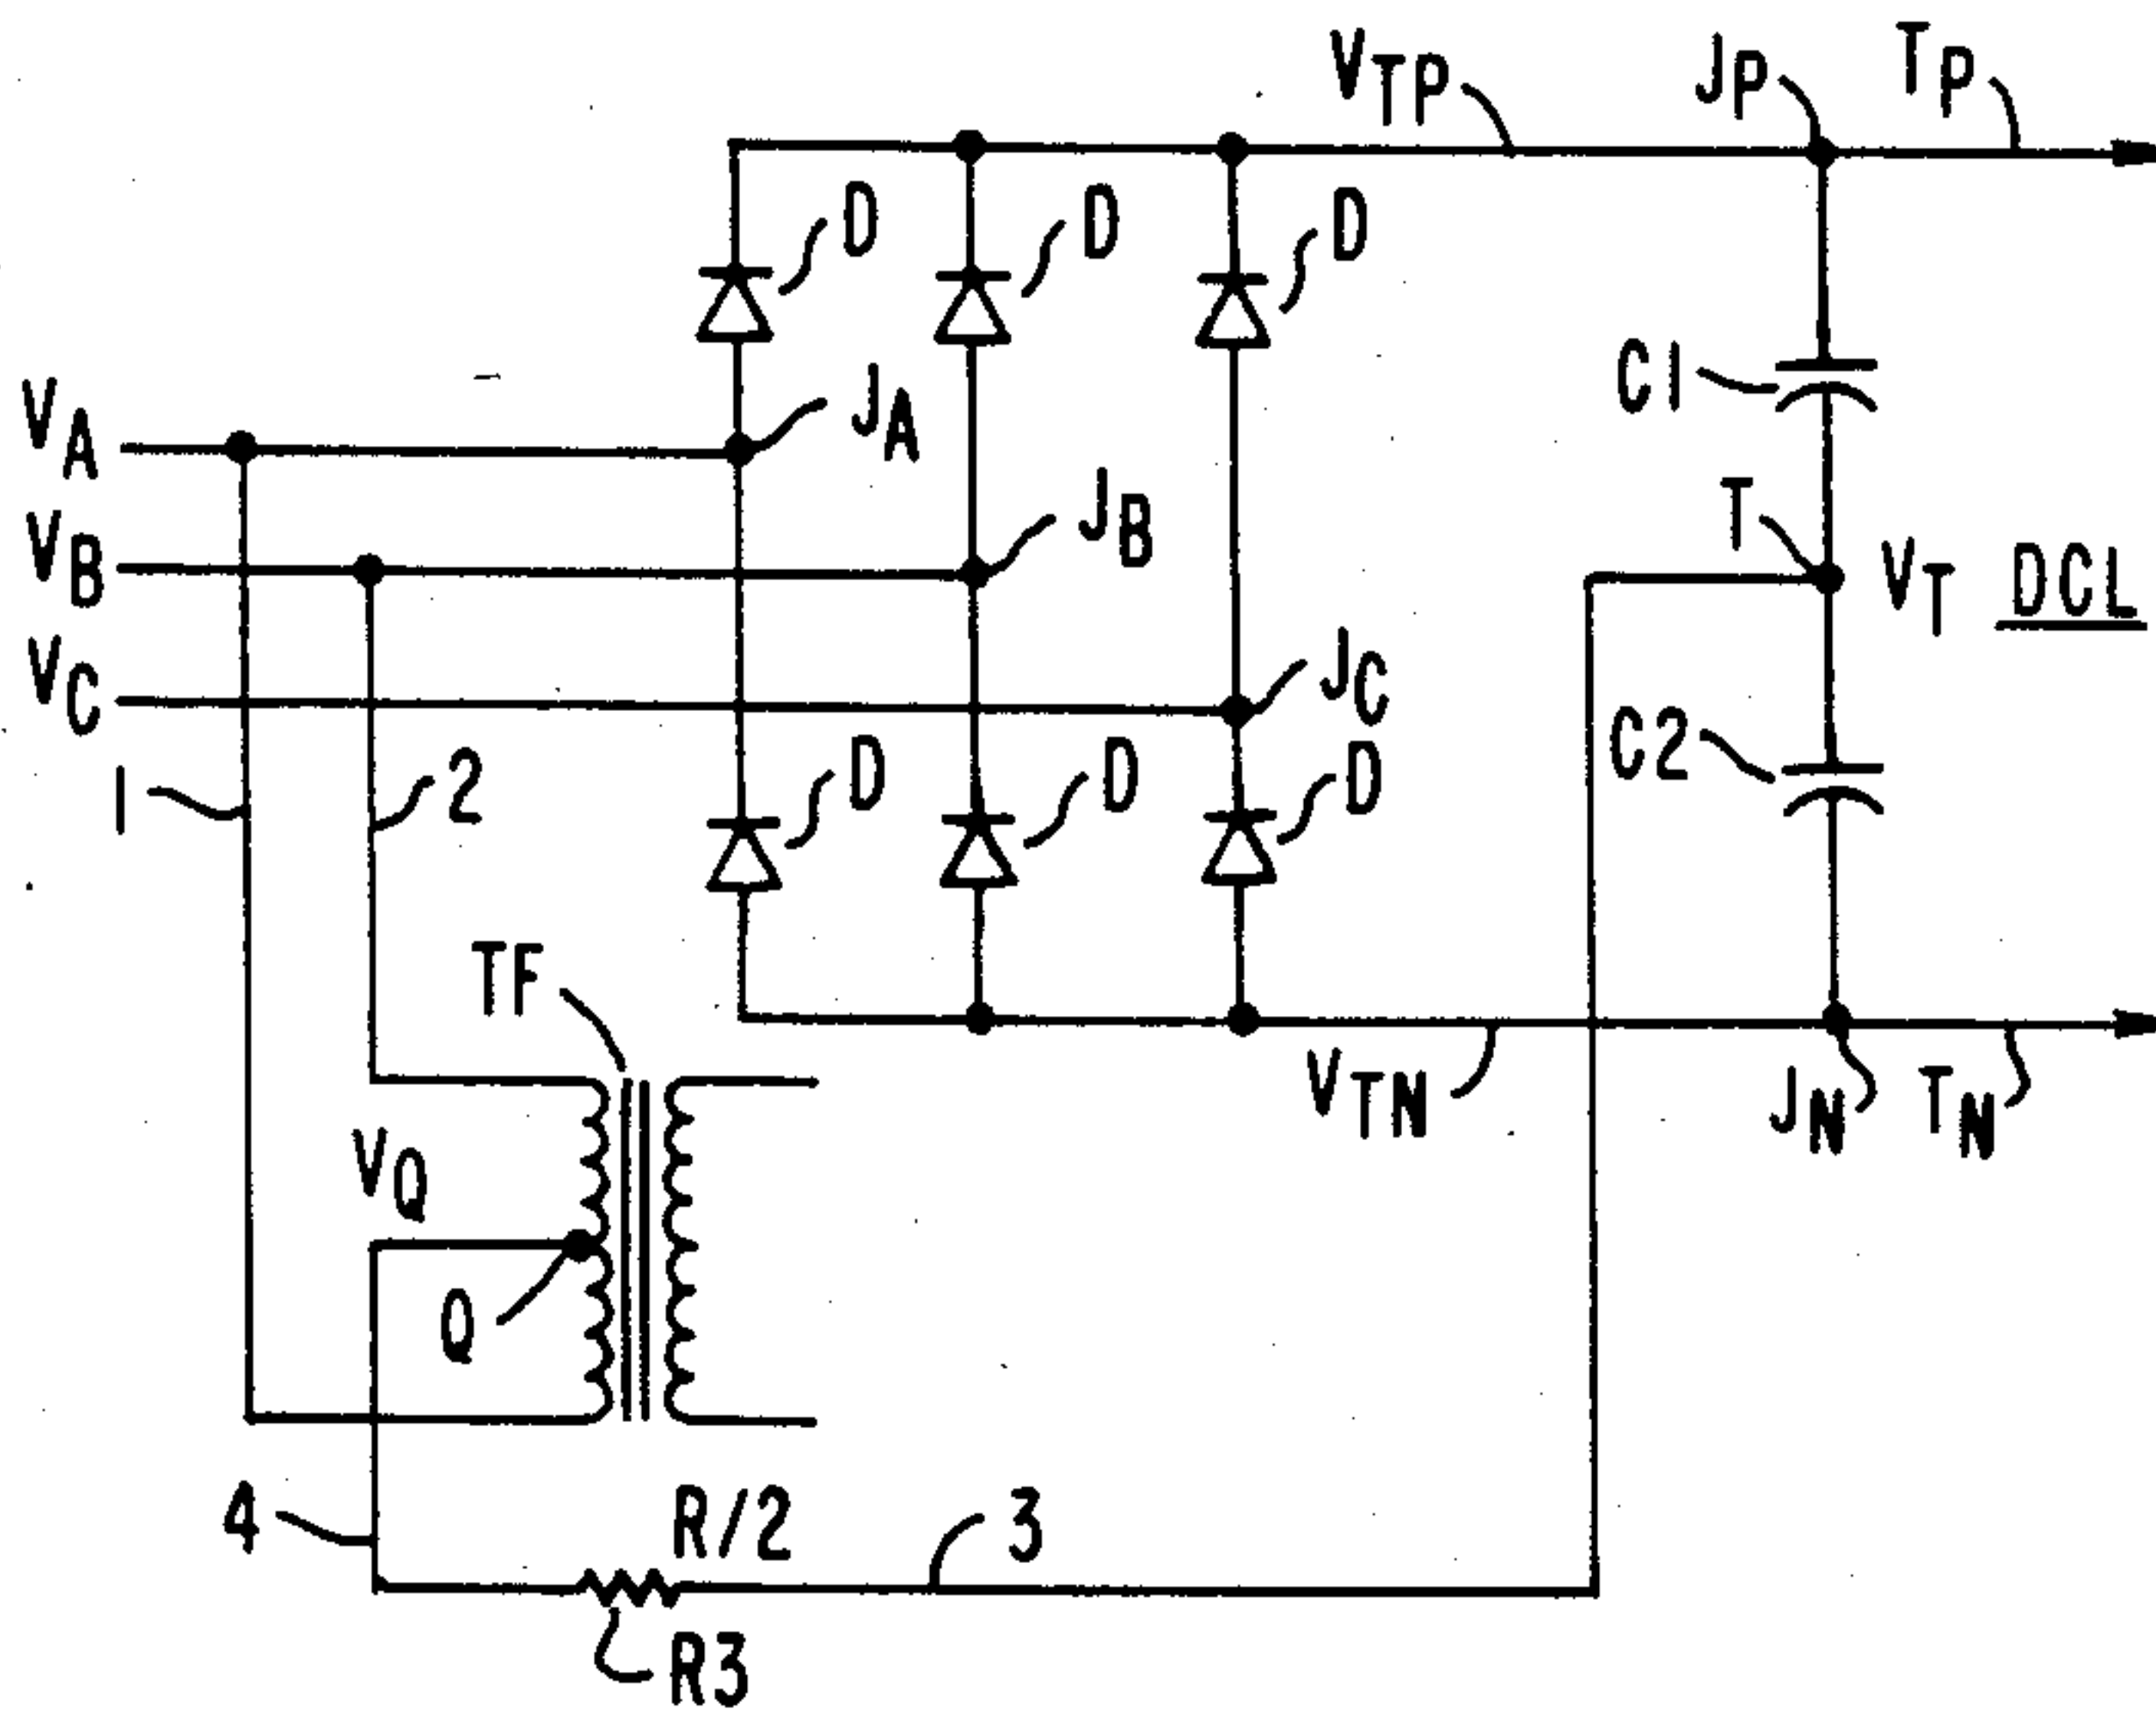 VTP JP TP
D D D
C1
VA JA
JB
VB T VT DCL
VC JC
C2
1 2 D D D
TF
VTN JN TN
VQ
Q
4 R/2 3
R3